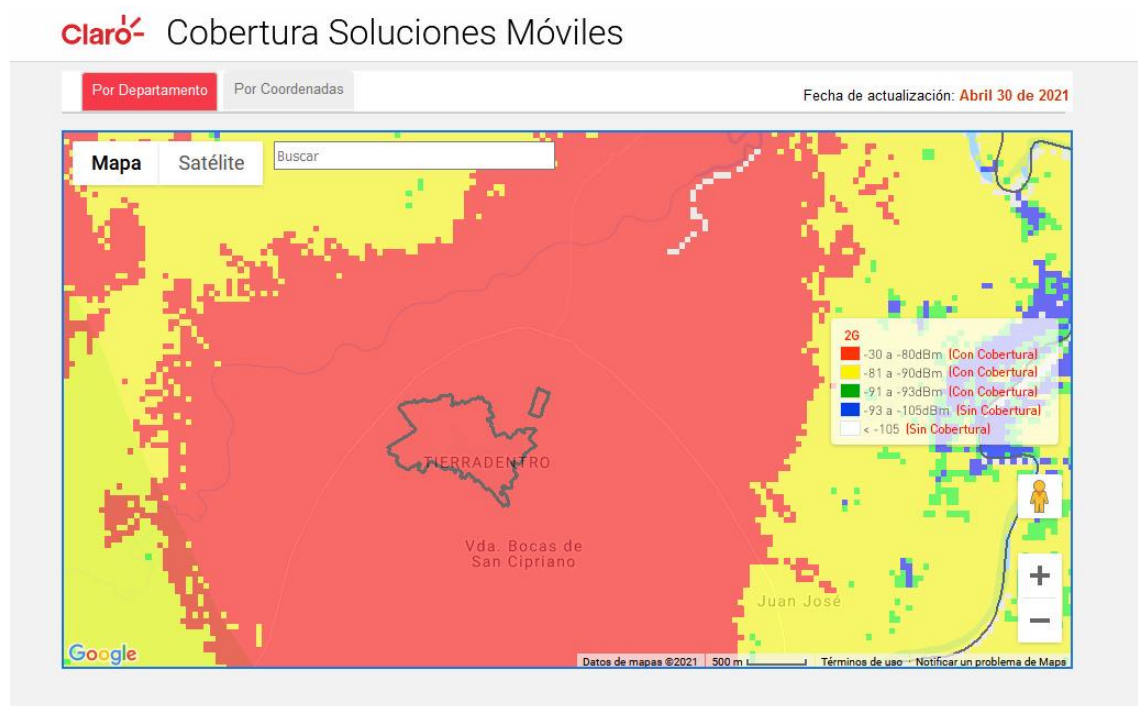 Claro Cobertura Soluciones Móviles
Por Departamento Por Coordenadas
Fecha de actualización: Abril 30 de 2021
Mapa Satélite Buscar
2G
-30 a -80dBm (Con Cobertura)
-81 a -90dBm (Con Cobertura)
-91 a -93dBm (Con Cobertura)
-93 a -105dBm (Sin Cobertura)
< -105 (Sin Cobertura)
TIERRADENTRO
Vda. Bocas de
San Cipriano
Juan José
Google
Datos de mapas ©2021 500 m Términos de uso Notificar un problema de Maps